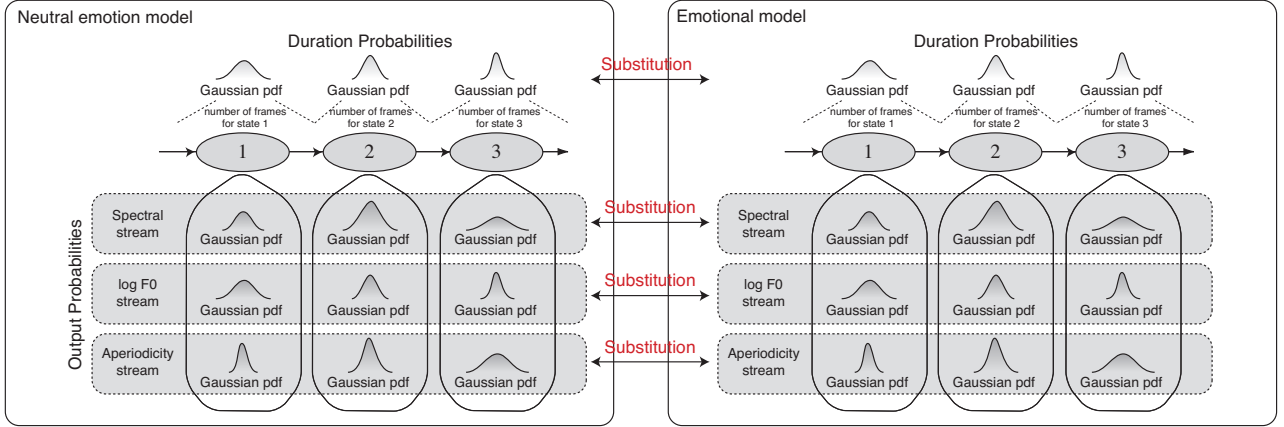 Neutral emotion model
Duration Probabilities
Gaussian pdf Gaussian pdf Gaussian pdf
number of frames for state 1
number of frames for state 2
number of frames for state 3
1 2 3
Output Probabilities
Spectral stream
Gaussian pdf Gaussian pdf Gaussian pdf
log F0 stream
Gaussian pdf Gaussian pdf Gaussian pdf
Aperiodicity stream
Gaussian pdf Gaussian pdf Gaussian pdf
Substitution
Substitution
Substitution
Substitution
Emotional model
Duration Probabilities
Gaussian pdf Gaussian pdf Gaussian pdf
number of frames for state 1
number of frames for state 2
number of frames for state 3
1 2 3
Spectral stream
Gaussian pdf Gaussian pdf Gaussian pdf
log F0 stream
Gaussian pdf Gaussian pdf Gaussian pdf
Aperiodicity stream
Gaussian pdf Gaussian pdf Gaussian pdf